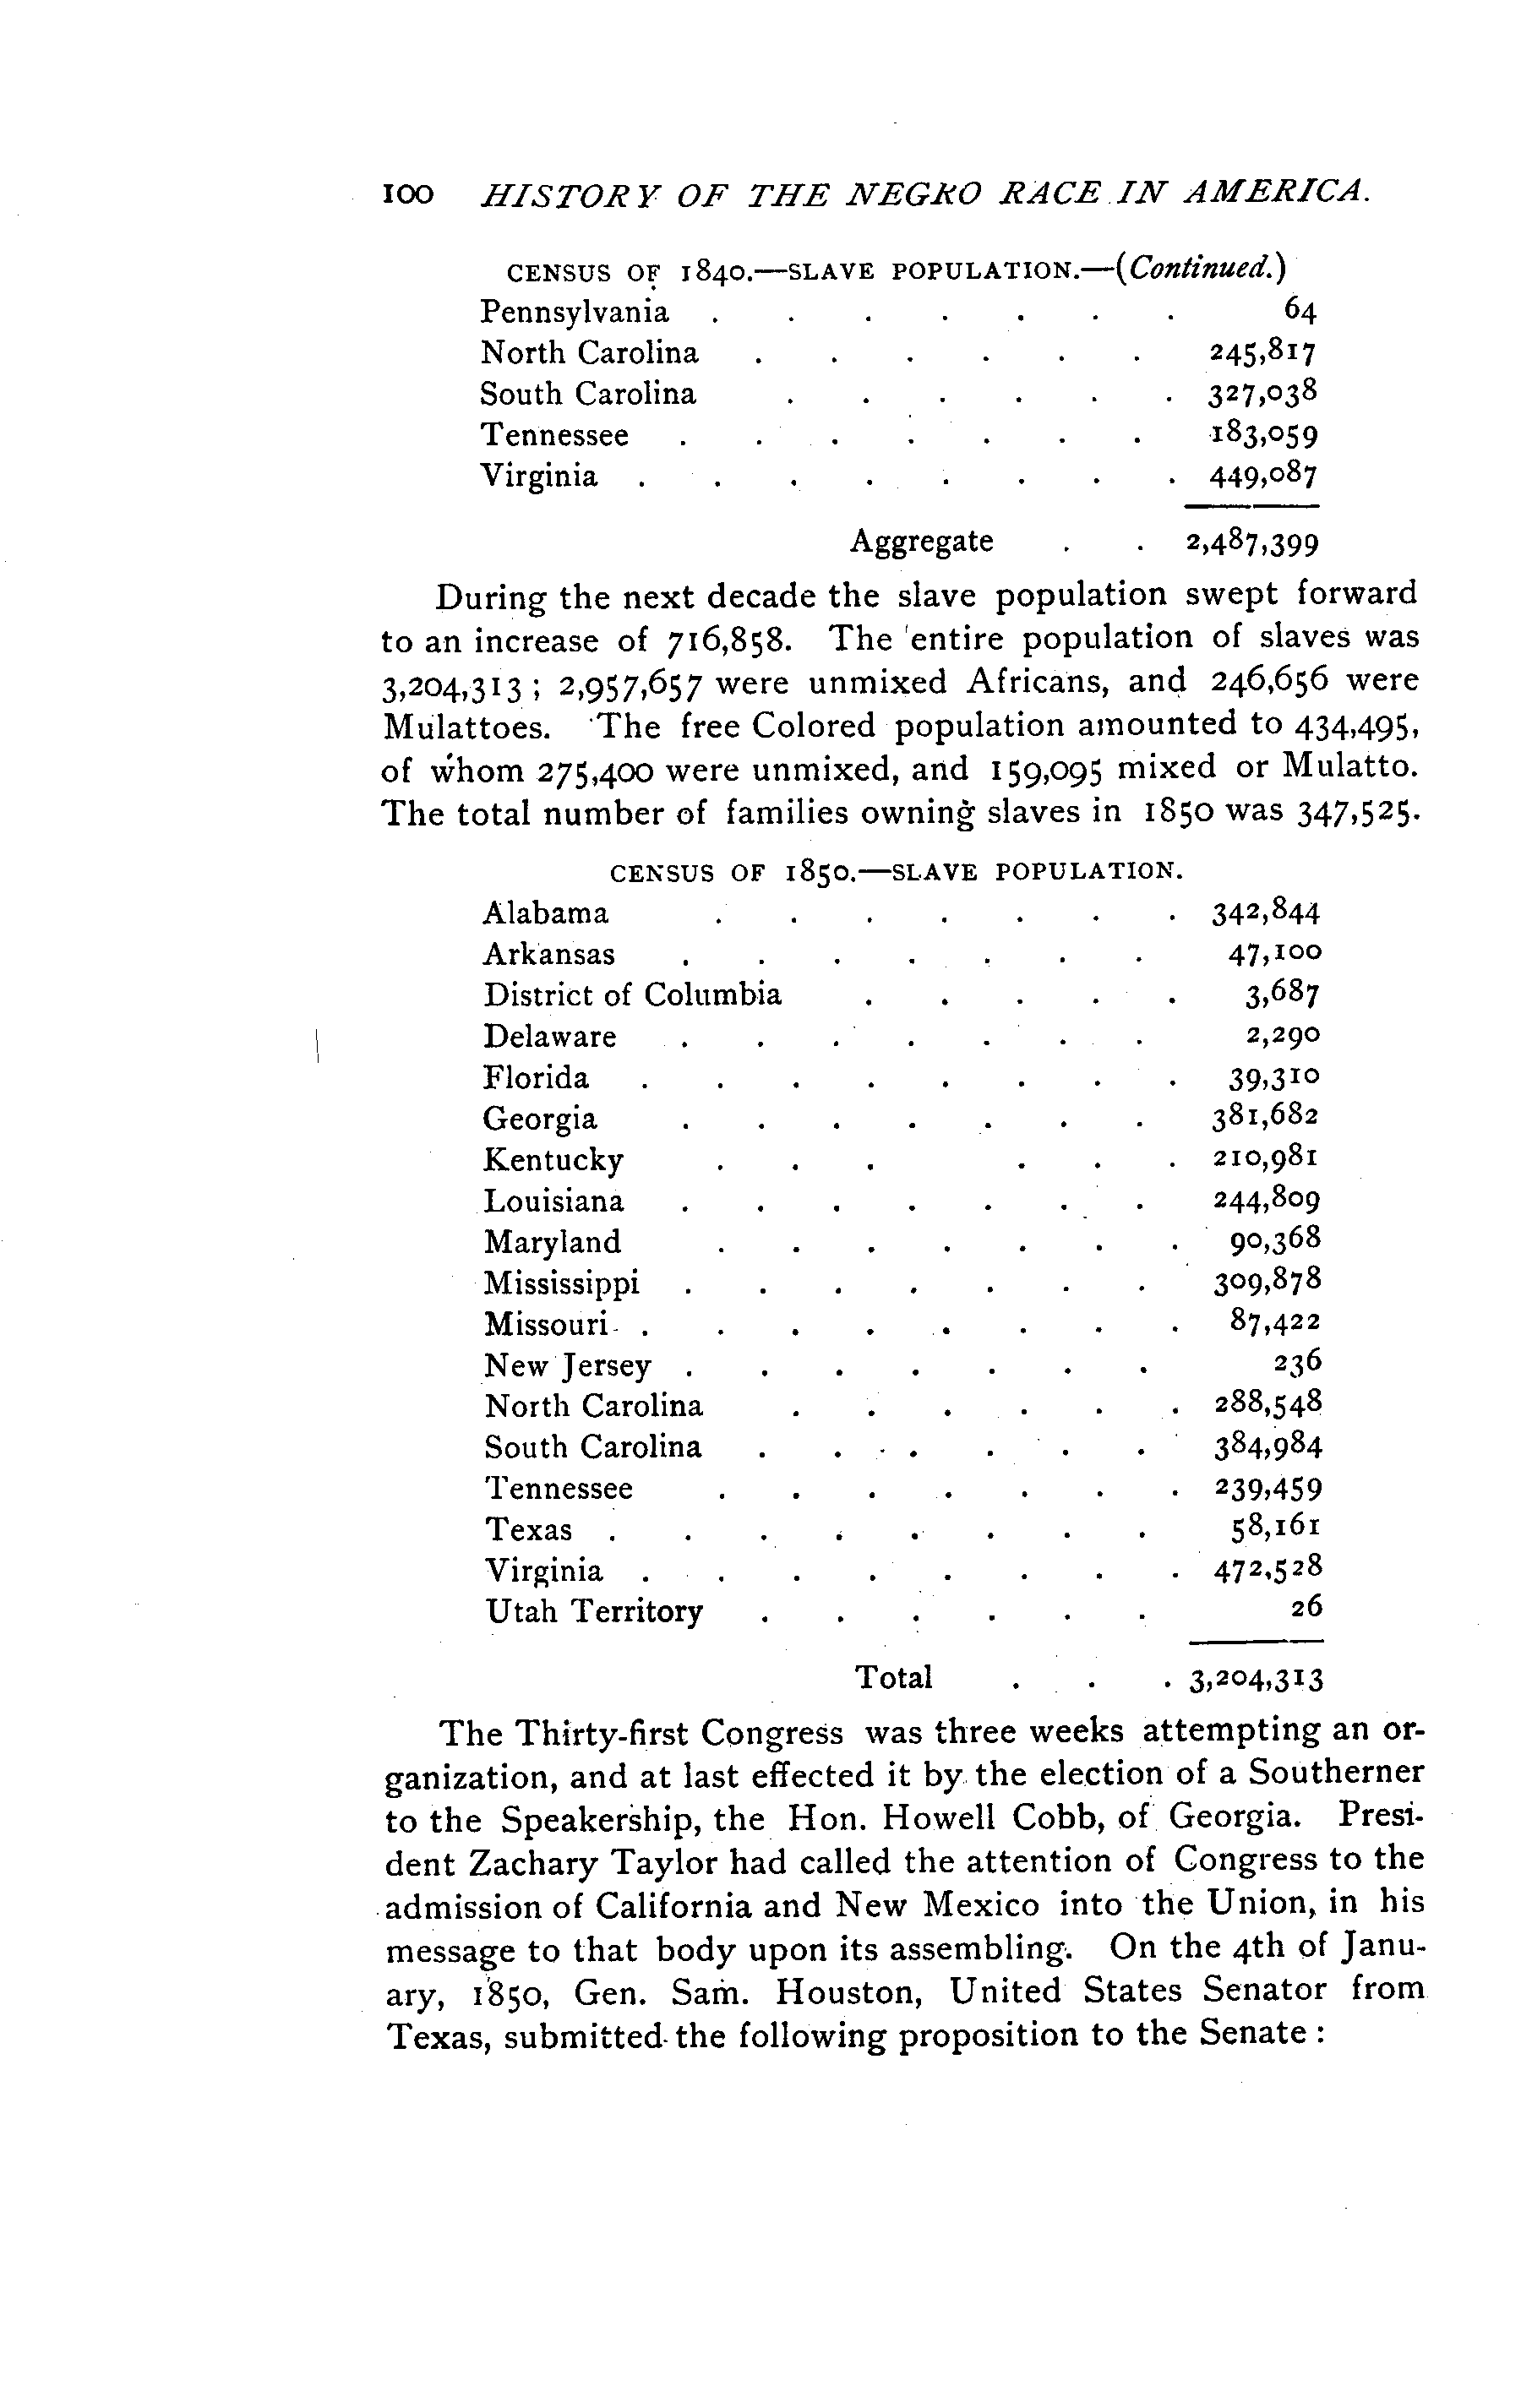 100 HISTORY OF THE NEGRO RACE IN AMERICA.
CENSUS OF 1840.—SLAVE POPULATION.—(Continued.)
Pennsylvania . . . . . . . 64
North Carolina . . . . . . 245,817
South Carolina . . . . . . 327,038
Tennessee . . . . . . . 183,059
Virginia . . . . . . . . 449,087
Aggregate . . 2,487,399
During the next decade the slave population swept forward
to an increase of 716,858. The entire population of slaves was
3,204,313; 2,957,657 were unmixed Africans, and 246,656 were
Mulattoes. The free Colored population amounted to 434,495,
of whom 275,400 were unmixed, and 159,095 mixed or Mulatto.
The total number of families owning slaves in 1850 was 347,525.
CENSUS OF 1850.—SLAVE POPULATION.
Alabama . . . . . . . 342,844
Arkansas . . . . . . . 47,100
District of Columbia . . . . . 3,687
Delaware . . . . . . . 2,290
Florida . . . . . . . . 39,310
Georgia . . . . . . . 381,682
Kentucky . . . . . . 210,981
Louisiana . . . . . . . 244,809
Maryland . . . . . . . 90,368
Mississippi . . . . . . . 309,878
Missouri . . . . . . . . 87,422
New Jersey . . . . . . . 236
North Carolina . . . . . . 288,548
South Carolina . . . . . . 384,984
Tennessee . . . . . . . 239,459
Texas . . . . . . . . 58,161
Virginia . . . . . . . . 472,528
Utah Territory . . . . . . 26
Total . . . 3,204,313
The Thirty-first Congress was three weeks attempting an or-
ganization, and at last effected it by the election of a Southerner
to the Speakership, the Hon. Howell Cobb, of Georgia. Presi-
dent Zachary Taylor had called the attention of Congress to the
admission of California and New Mexico into the Union, in his
message to that body upon its assembling. On the 4th of Janu-
ary, 1850, Gen. Sam. Houston, United States Senator from
Texas, submitted the following proposition to the Senate :